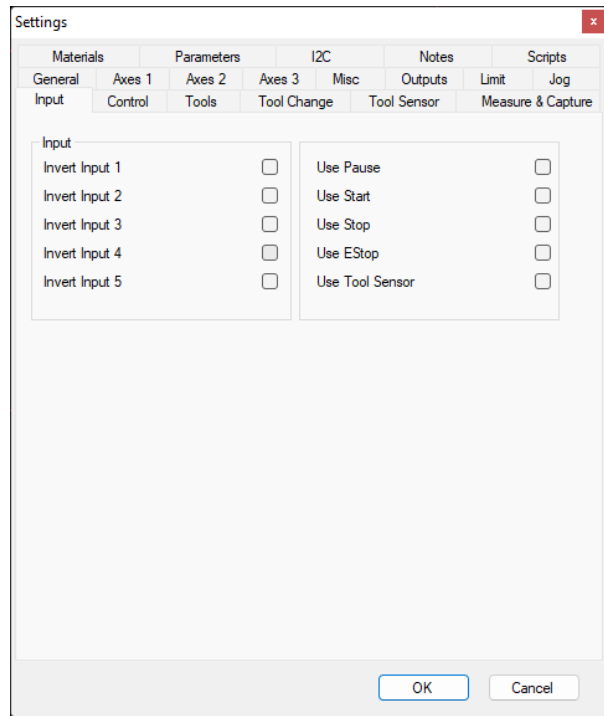 Settings
x
Materials Parameters I2C Notes Scripts
General Axes 1 Axes 2 Axes 3 Misc Outputs Limit Jog
Input Control Tools Tool Change Tool Sensor Measure & Capture
Input
Invert Input 1
Invert Input 2
Invert Input 3
Invert Input 4
Invert Input 5
Use Pause
Use Start
Use Stop
Use EStop
Use Tool Sensor
OK Cancel